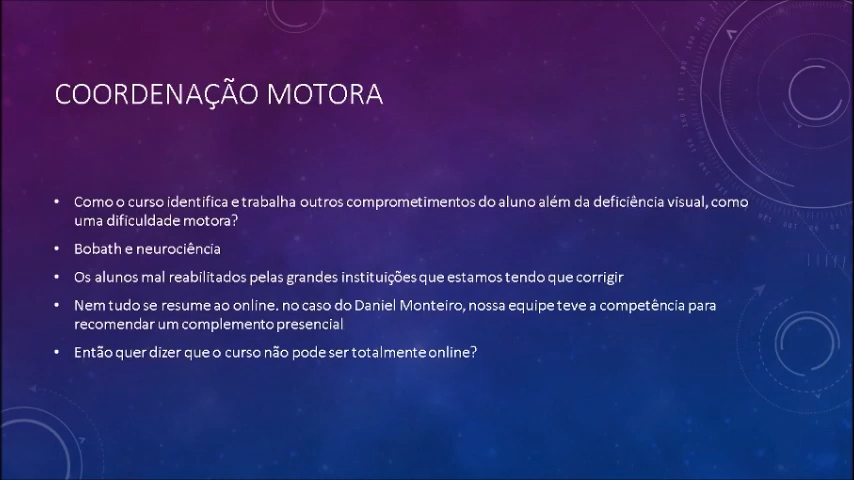 COORDENAÇÃO MOTORA
• Como o curso identifica e trabalha outros comprometimentos do aluno além da deficiência visual, como
uma dificuldade motora?
• Bobath e neurociência
• Os alunos mal reabilitados pelas grandes instituições que estamos tendo que corrigir
• Nem tudo se resume ao online. no caso do Daniel Monteiro, nossa equipe teve a competência para
recomendar um complemento presencial
• Então quer dizer que o curso não pode ser totalmente online?